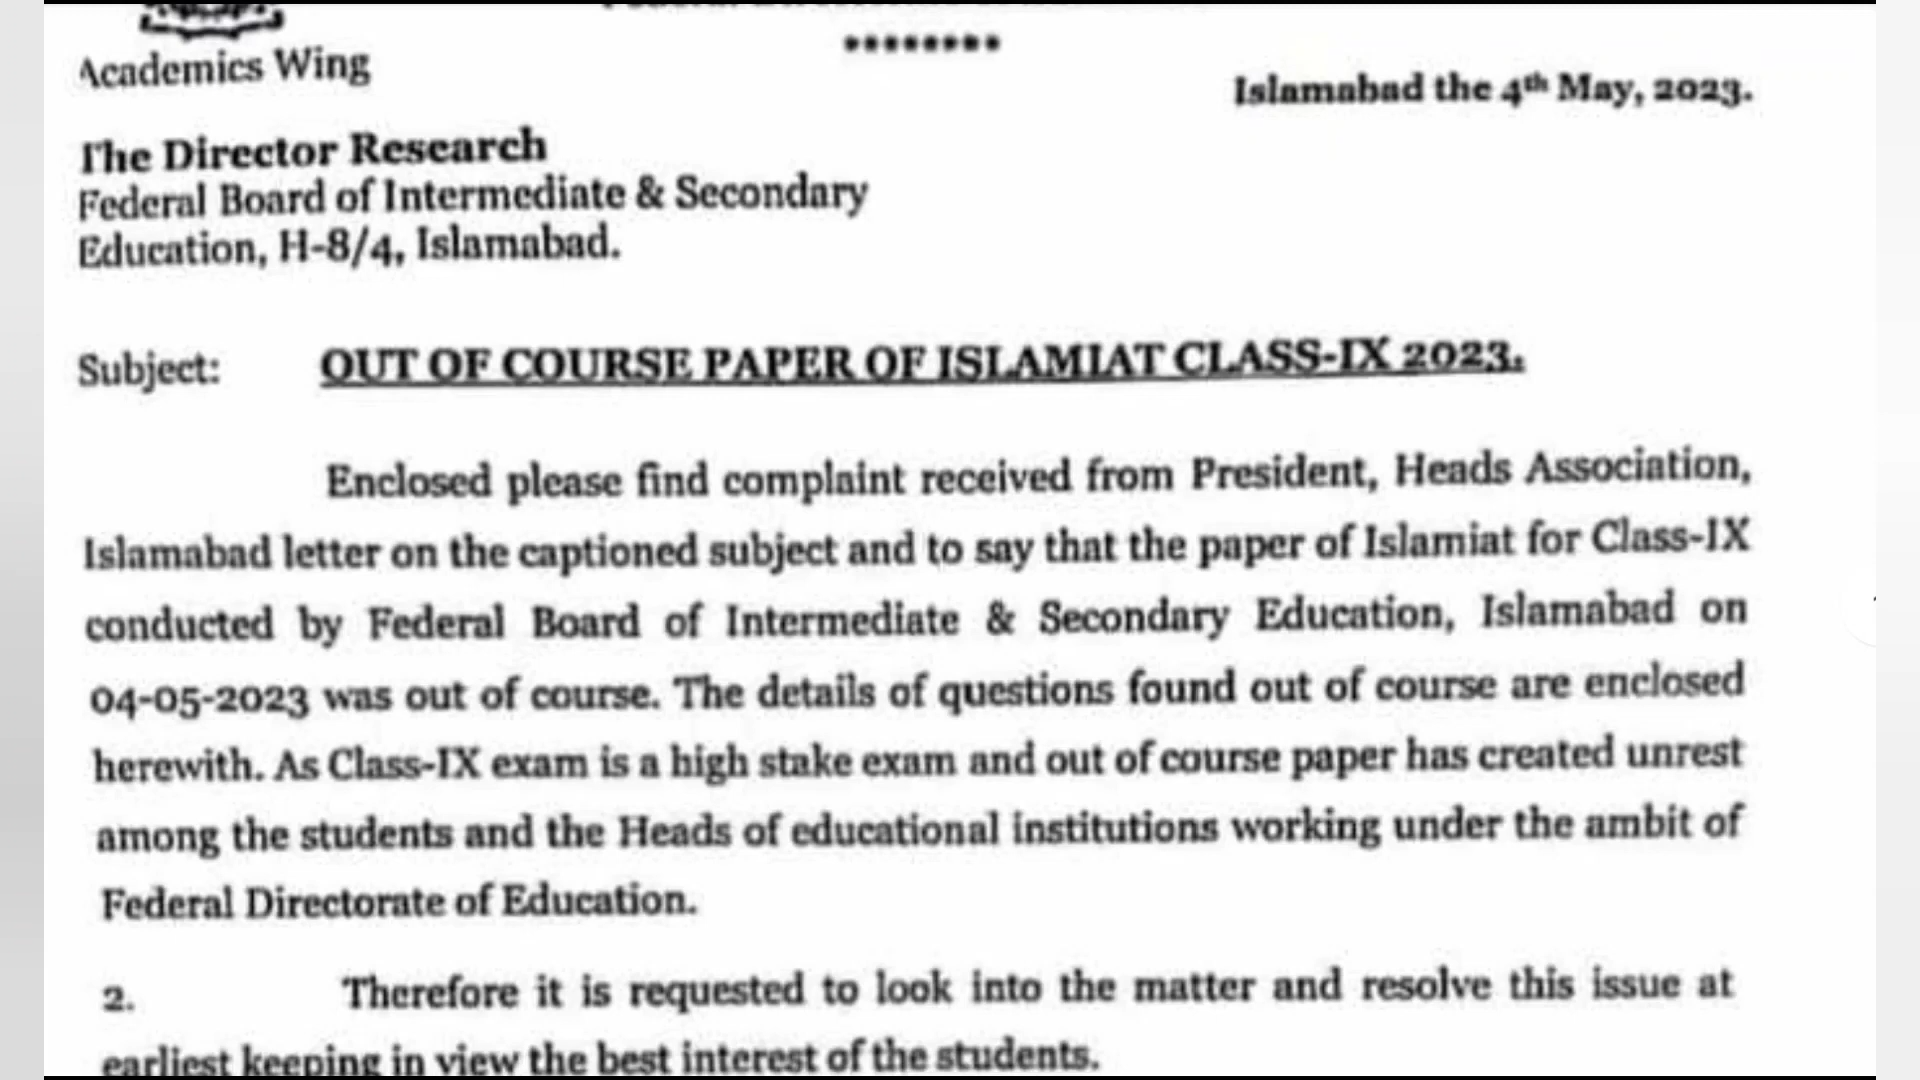 ********
Academics Wing
Islamabad the 4th May, 2023.
The Director Research
Federal Board of Intermediate & Secondary
Education, H-8/4, Islamabad.
Subject: OUT OF COURSE PAPER OF ISLAMIAT CLASS-IX 2023.
Enclosed please find complaint received from President, Heads Association,
Islamabad letter on the captioned subject and to say that the paper of Islamiat for Class-IX
conducted by Federal Board of Intermediate & Secondary Education, Islamabad on
04-05-2023 was out of course. The details of questions found out of course are enclosed
herewith. As Class-IX exam is a high stake exam and out of course paper has created unrest
among the students and the Heads of educational institutions working under the ambit of
Federal Directorate of Education.
2. Therefore it is requested to look into the matter and resolve this issue at
earliest keeping in view the best interest of the students.